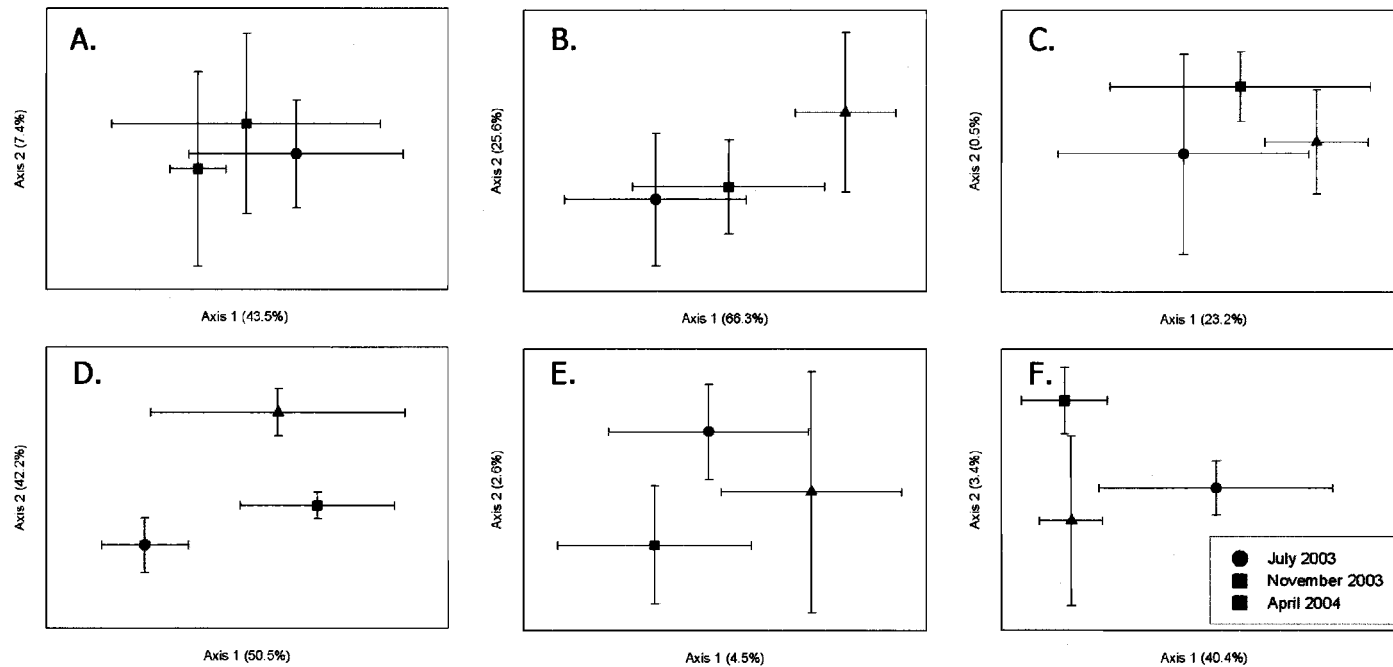 A.
B.
C.
Axis 2 (7.4%)
Axis 2 (25.6%)
Axis 2 (0.5%)
Axis 1 (43.5%)
Axis 1 (66.3%)
Axis 1 (23.2%)
D.
E.
F.
Axis 2 (42.2%)
Axis 2 (2.6%)
Axis 2 (3.4%)
July 2003
November 2003
April 2004
Axis 1 (50.5%)
Axis 1 (4.5%)
Axis 1 (40.4%)